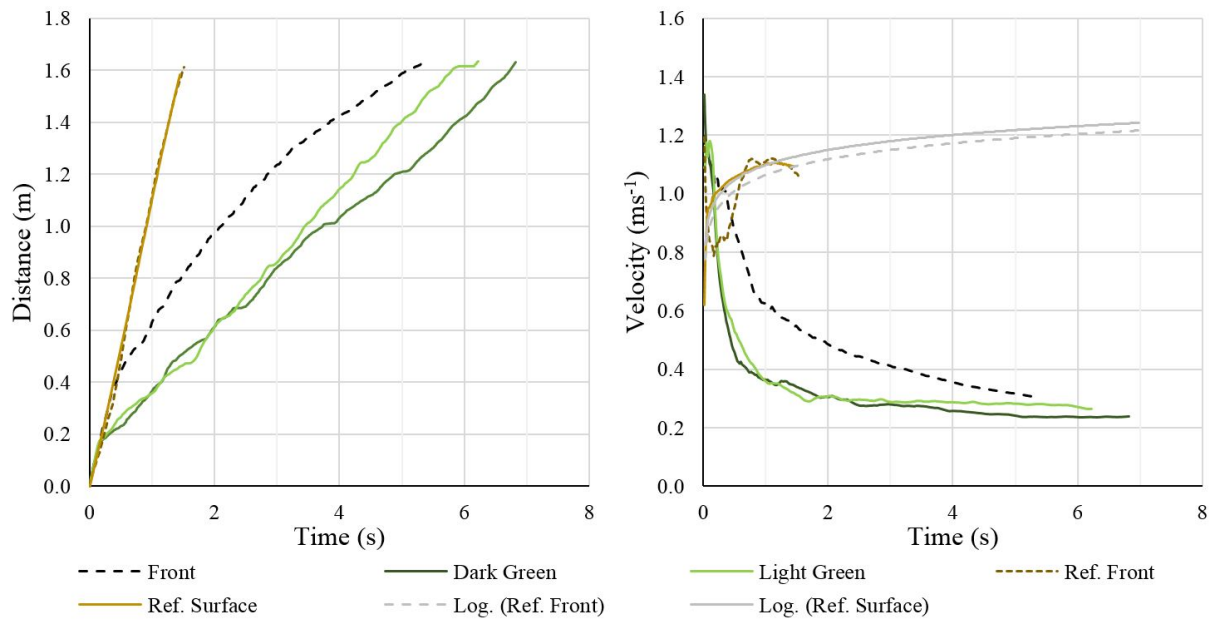 1.8
1.6
1.4
1.2
1.0
0.8
0.6
0.4
0.2
0.0
Distance (m)
0 2 4 6 8
Time (s)
1.6
1.4
1.2
1.0
0.8
0.6
0.4
0.2
0.0
Velocity (ms⁻¹)
0 2 4 6 8
Time (s)
Front Dark Green Light Green Ref. Front
Ref. Surface Log. (Ref. Front) Log. (Ref. Surface)